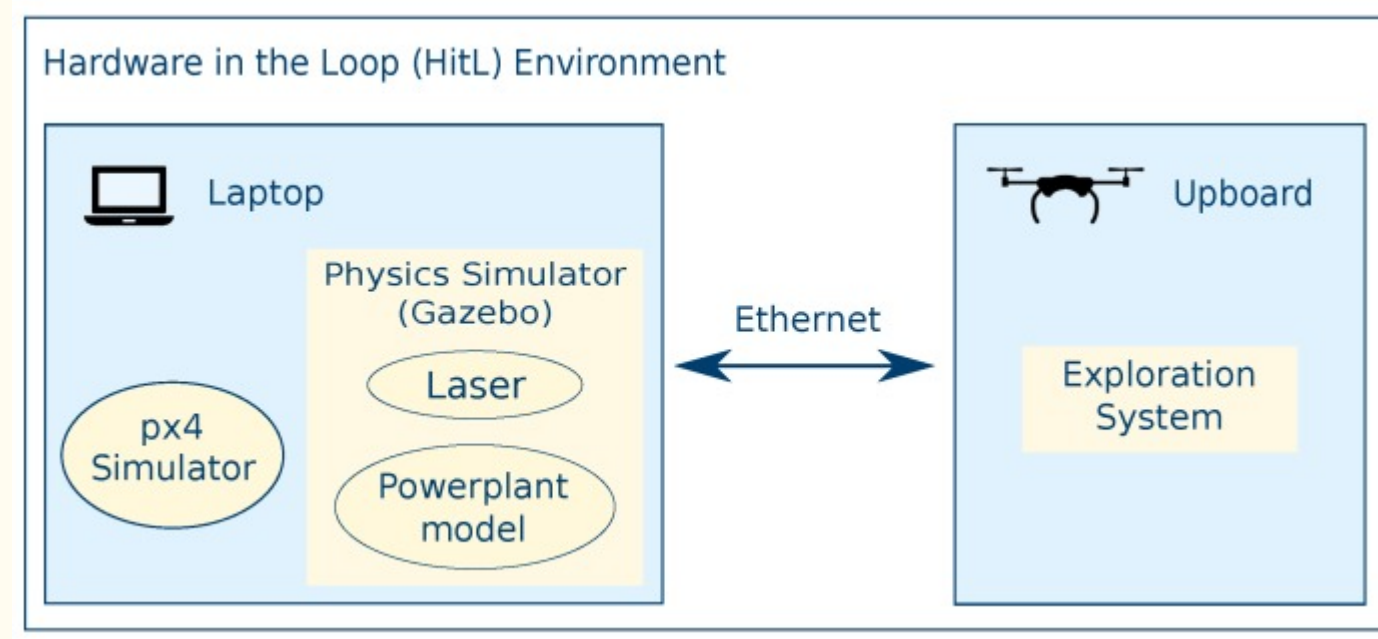 Hardware in the Loop (HitL) Environment
Laptop
Physics Simulator
(Gazebo)
Laser
Powerplant
model
px4
Simulator
Ethernet
Upboard
Exploration
System